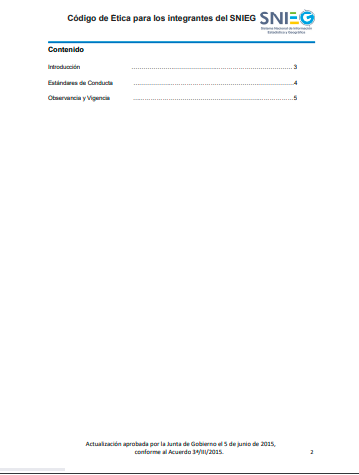 Código de Etica para los integrantes del SNIEG
SNIEG
Sistema Nacional de Información
Estadística y Geográfica
Contenido
Introducción ........................................................................ 3
Estándares de Conducta ........................................................................4
Observancia y Vigencia ........................................................................5
Actualización aprobada por la Junta de Gobierno el 5 de junio de 2015,
conforme al Acuerdo 3ª/III/2015.
2